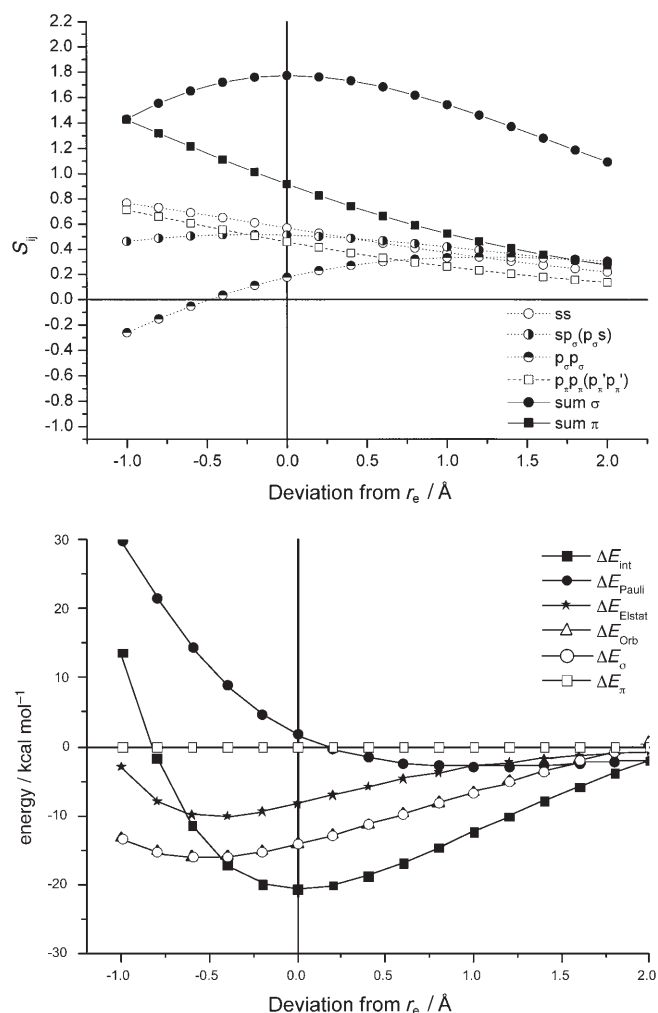 2.0
1.8
1.6
1.4
1.2
1.0
0.8
0.6
0.4
0.2
0.0
-0.2
-0.4
-0.6
-0.8
-1.0
S_ij
ss
sp_σ(p_σs)
p_σp_σ
p_πp_π(p_π'p_π')
sum σ
sum π
-1.0 -0.5 0.0 0.5 1.0 1.5 2.0
Deviation from r_e / Å
30
20
10
0
-10
-20
-30
energy / kcal mol⁻¹
ΔE_int
ΔE_Pauli
ΔE_Elstat
ΔE_Orb
ΔE_σ
ΔE_π
-1.0 -0.5 0.0 0.5 1.0 1.5 2.0
Deviation from r_e / Å